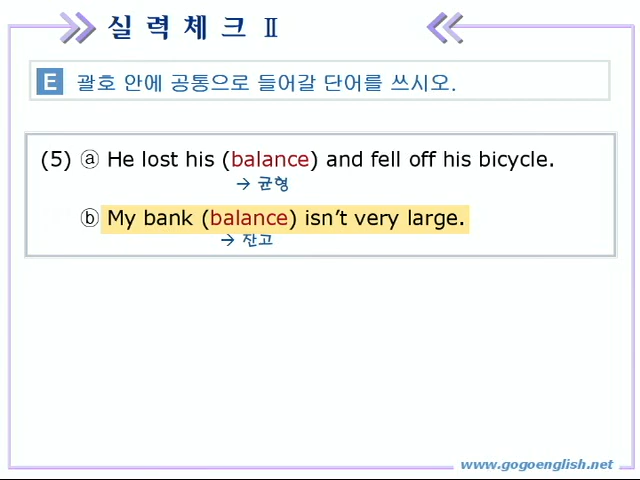 실 력 체 크 Ⅱ
E 괄호 안에 공통으로 들어갈 단어를 쓰시오.
(5) ⓐ He lost his (balance) and fell off his bicycle.
→ 균형
ⓑ My bank (balance) isn’t very large.
→ 잔고
www.gogoenglish.net